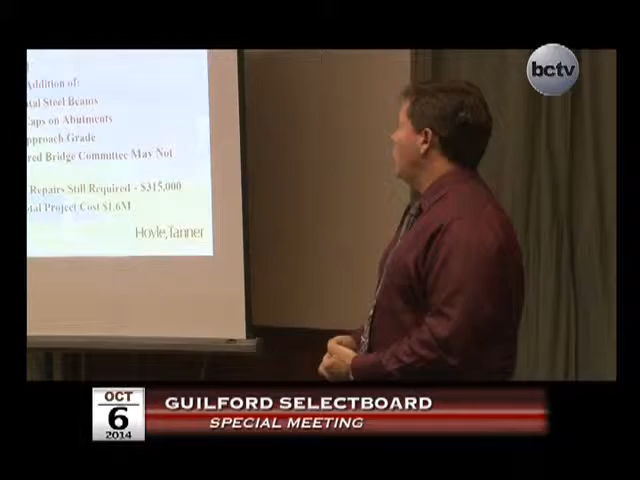 Addition of:
tal Steel Beams
Caps on Abutments
pproach Grade
red Bridge Committee May Not
Repairs Still Required - $315,000
tal Project Cost $1.6M
Hoyle, Tanner
bctv
OCT
6
2014
GUILFORD SELECTBOARD
SPECIAL MEETING